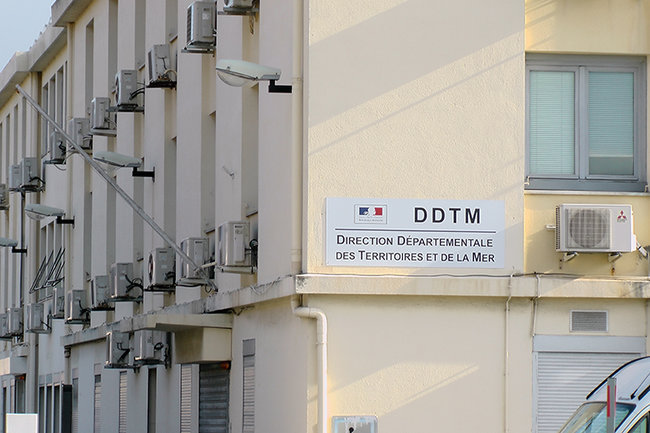 DDTM
DIRECTION DÉPARTEMENTALE
DES TERRITOIRES ET DE LA MER